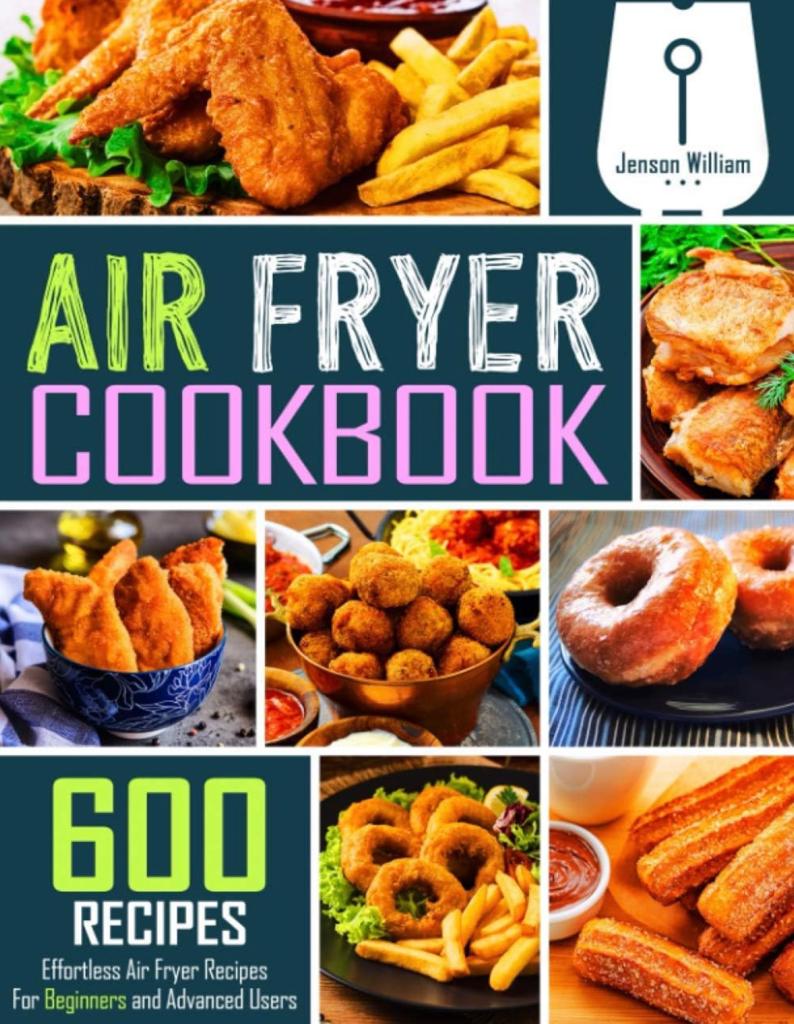 Jenson William
AIR FRYER
COOKBOOK
600
RECIPES
Effortless Air Fryer Recipes
For Beginners and Advanced Users